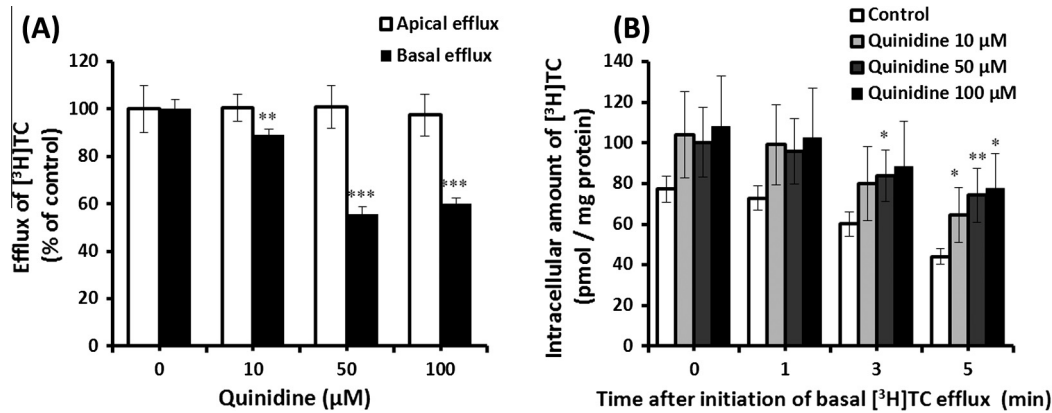 (A)
Apical efflux
Basal efflux
Efflux of [³H]TC
(% of control)
120
100
80
60
40
20
0
**
***
***
0 10 50 100
Quinidine (µM)
(B)
Control
Quinidine 10 µM
Quinidine 50 µM
Quinidine 100 µM
Intracellular amount of [³H]TC
(pmol / mg protein)
140
120
100
80
60
40
20
0
*
* ** *
0 1 3 5
Time after initiation of basal [³H]TC efflux (min)